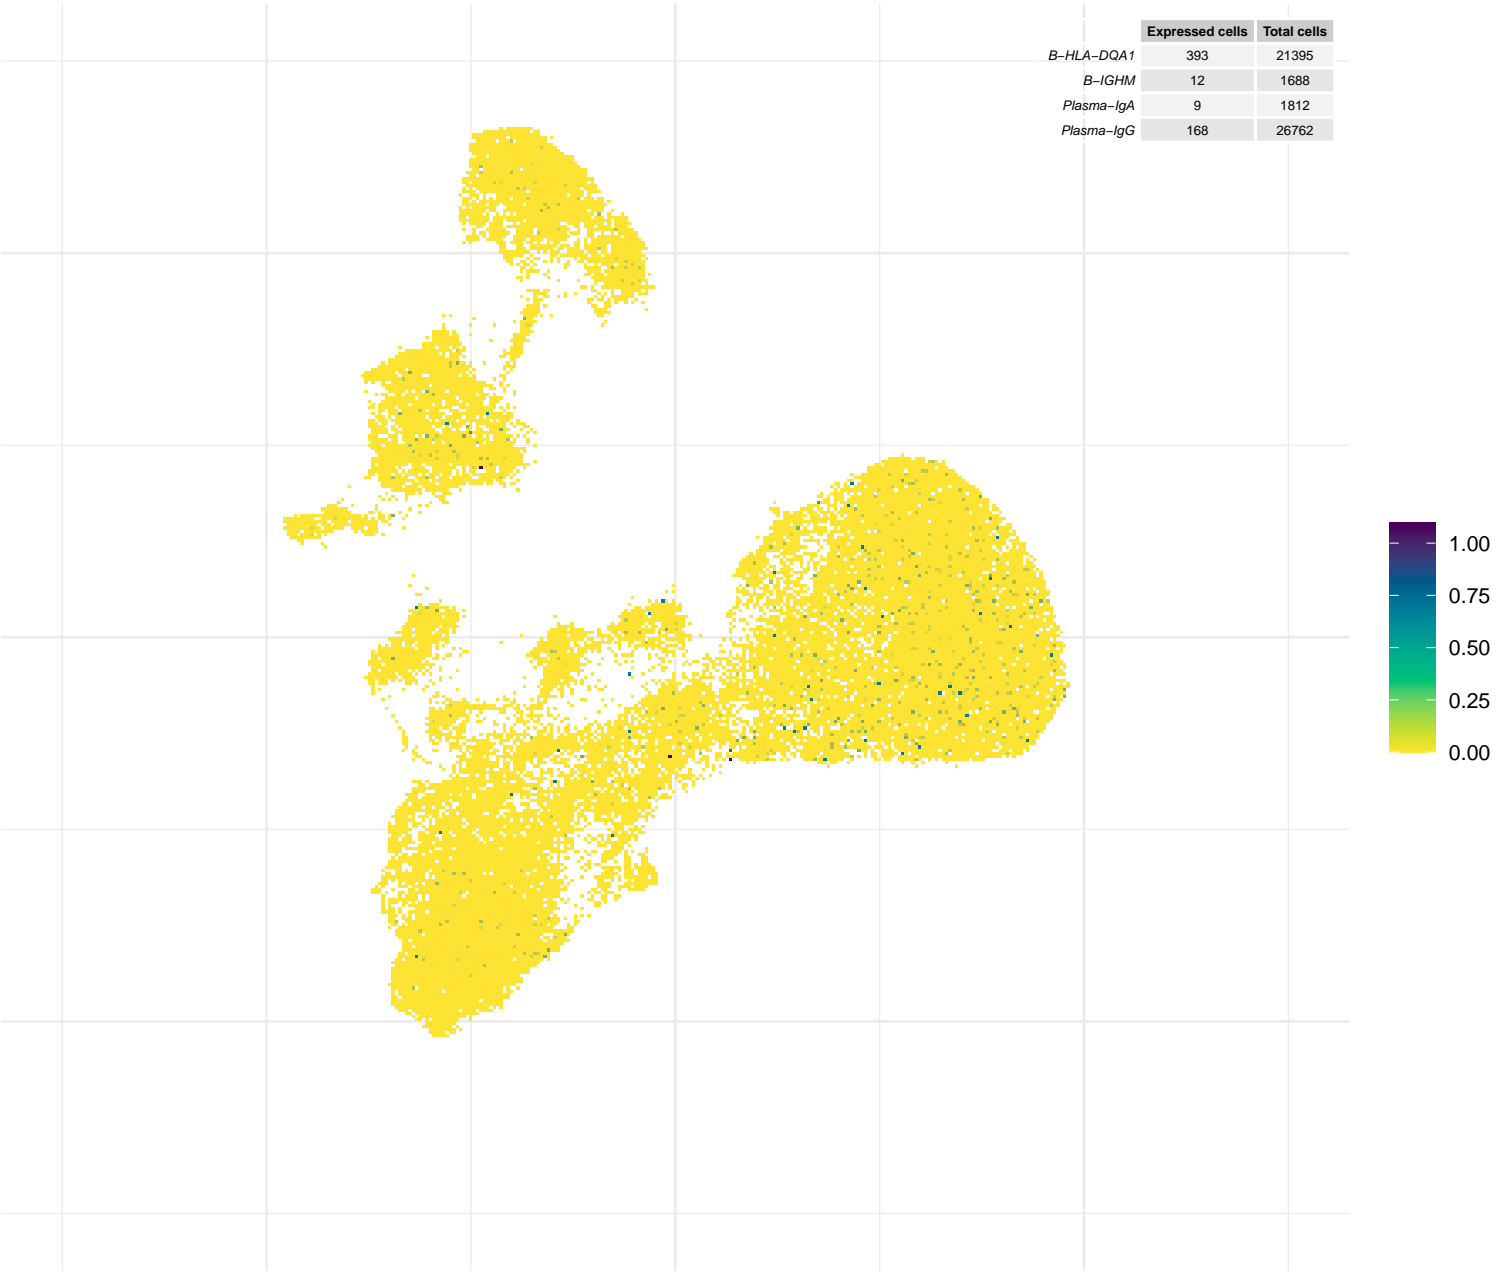 Expressed cells Total cells
B−HLA−DQA1 393 21395
B−IGHM 12 1688
Plasma−IgA 9 1812
Plasma−IgG 168 26762
1.00
0.75
0.50
0.25
0.00